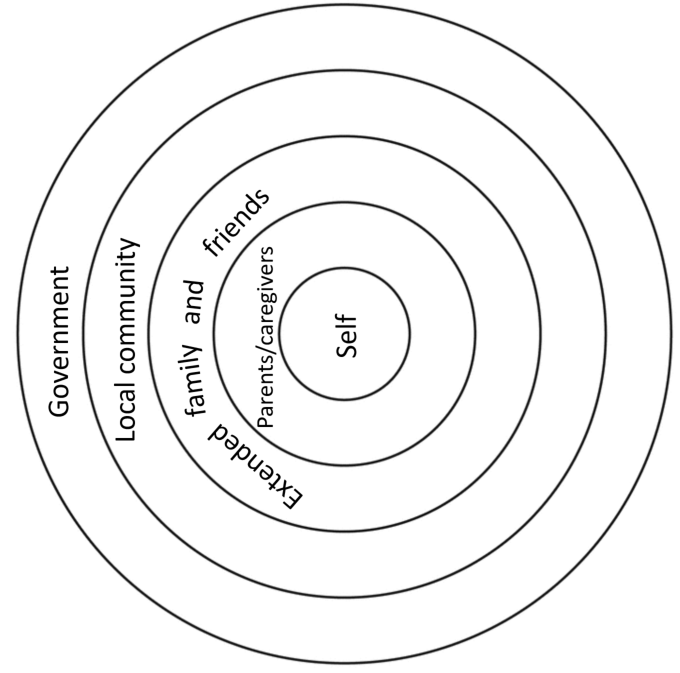 Government
Local community
Extended family and friends
Parents/caregivers
Self